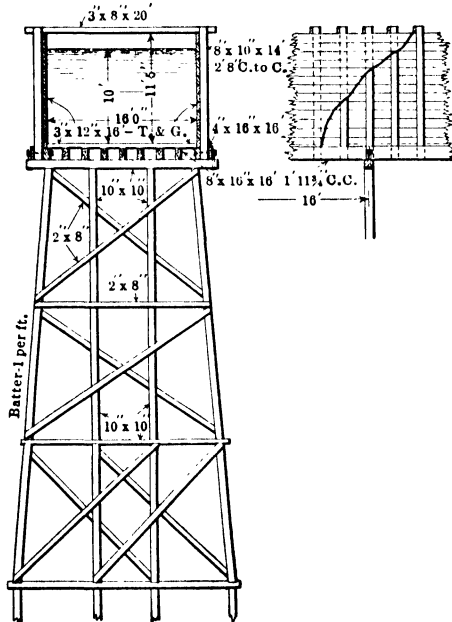 3" x 8" x 20'
8" x 10" x 14'
2' 8" C. to C.
10'
11' 6"
16' 0"
3" x 12" x 16' - T. & G.
4" x 16" x 16'
8" x 16" x 16' 1' 11¾" C.C.
16'
10" x 10"
2" x 8"
2" x 8"
Batter-1 per ft.
10" x 10"